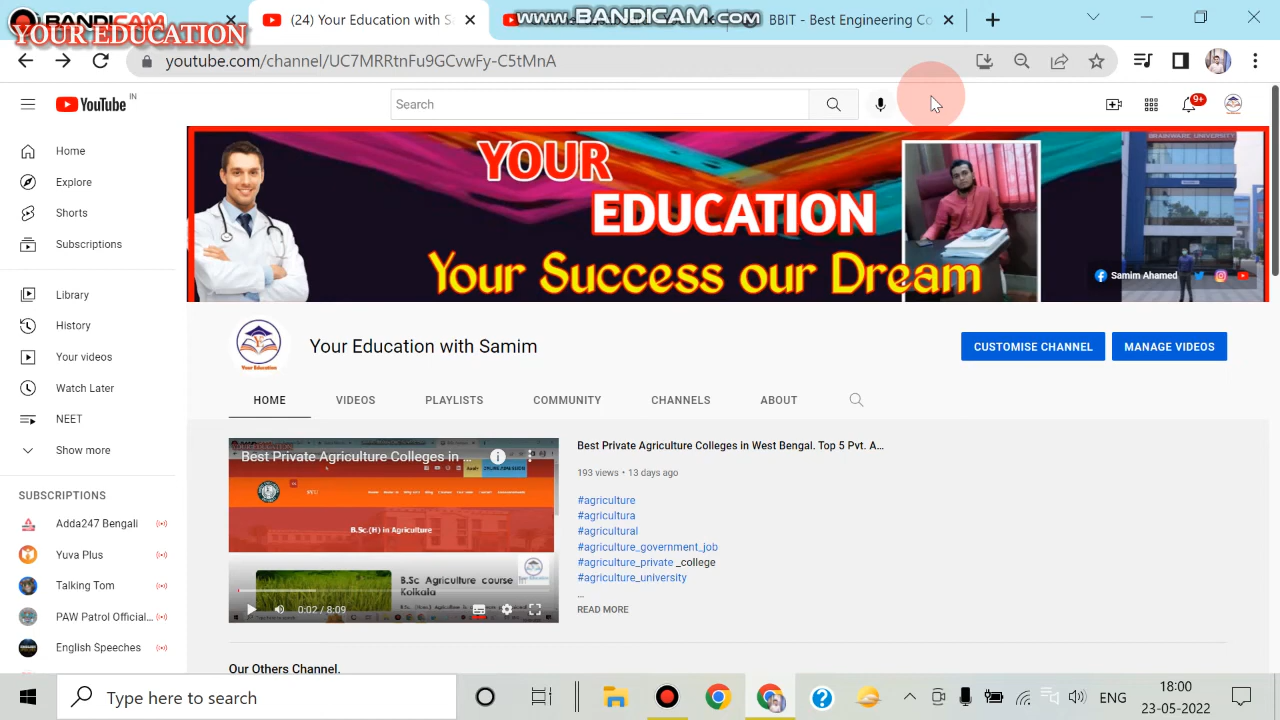 BANDICAM
www.BANDICAM.com
YOUR EDUCATION
(24) Your Education with S
BBIT - Best Engineering Co
youtube.com/channel/UC7MRRtnFu9GCvwFy-C5tMnA
YouTube IN
Search
9+
Home
Explore
Shorts
Subscriptions
Library
History
Your videos
Watch Later
NEET
Show more
SUBSCRIPTIONS
Adda247 Bengali
Yuva Plus
Talking Tom
PAW Patrol Official...
English Speeches
YOUR
EDUCATION
Your Success our Dream
BRAINWARE UNIVERSITY
Samim Ahamed
Your Education
Your Education with Samim
CUSTOMISE CHANNEL
MANAGE VIDEOS
HOME
VIDEOS
PLAYLISTS
COMMUNITY
CHANNELS
ABOUT
Best Private Agriculture Colleges in ...
B.Sc.(H) in Agriculture
B.Sc Agriculture course
Kolkala
0:02 / 8:09
Best Private Agriculture Colleges in West Bengal. Top 5 Pvt. A...
193 views • 13 days ago
#agriculture
#agricultura
#agricultural
#agriculture_government_job
#agriculture_private _college
#agriculture_university
...
READ MORE
Our Others Channel.
Type here to search
ENG
18:00
23-05-2022